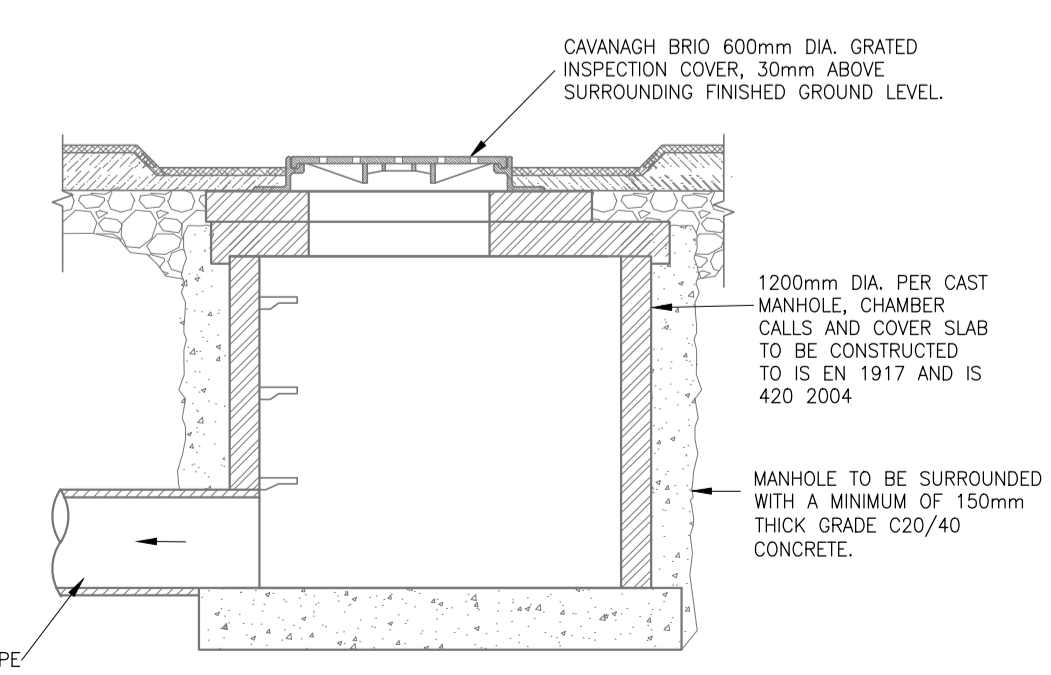 CAVANAGH BRIO 600mm DIA. GRATED
INSPECTION COVER, 30mm ABOVE
SURROUNDING FINISHED GROUND LEVEL.
1200mm DIA. PER CAST
MANHOLE, CHAMBER
CALLS AND COVER SLAB
TO BE CONSTRUCTED
TO IS EN 1917 AND IS
420 2004
MANHOLE TO BE SURROUNDED
WITH A MINIMUM OF 150mm
THICK GRADE C20/40
CONCRETE.